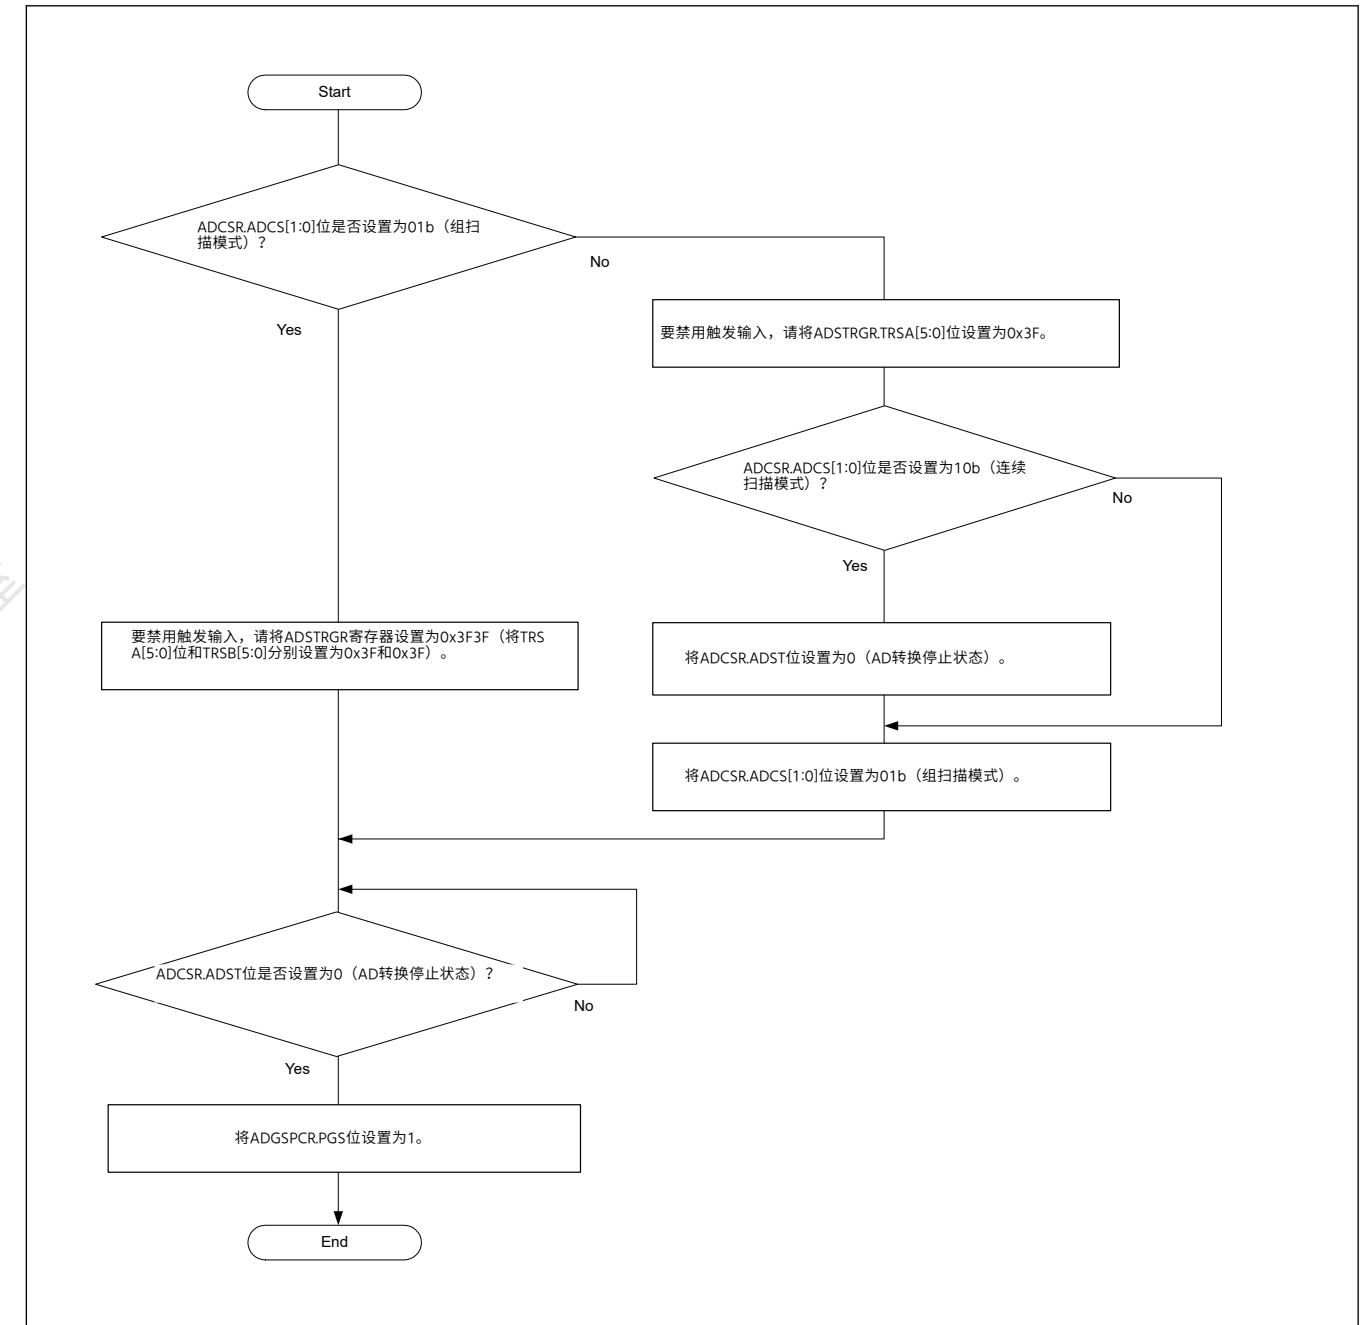 Start
ADCSR.ADCS[1:0]位是否设置为01b（组扫
描模式）？
No
Yes
要禁用触发输入，请将ADSTRGR.TRSA[5:0]位设置为0x3F。
ADCSR.ADCS[1:0]位是否设置为10b（连续
扫描模式）？
No
Yes
要禁用触发输入，请将ADSTRGR寄存器设置为0x3F3F（将TRS
A[5:0]位和TRSB[5:0]分别设置为0x3F和0x3F）。
将ADCSR.ADST位设置为0（AD转换停止状态）。
将ADCSR.ADCS[1:0]位设置为01b（组扫描模式）。
ADCSR.ADST位是否设置为0（AD转换停止状态）？
No
Yes
将ADGSPCR.PGS位设置为1。
End